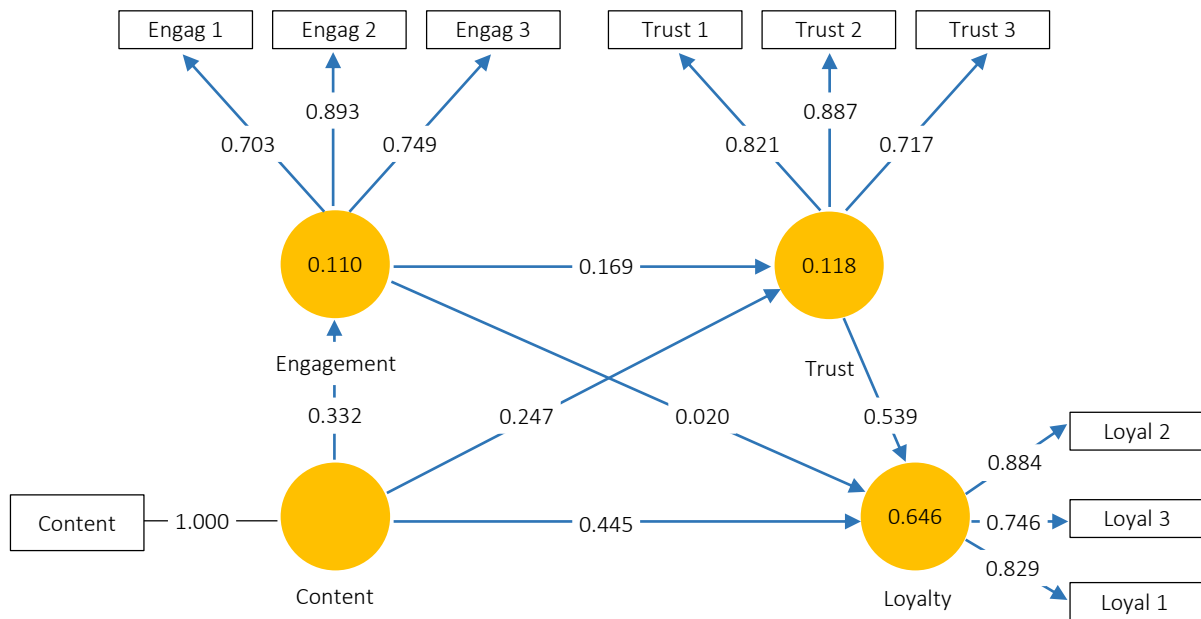 Engag 1
Engag 2
Engag 3
Trust 1
Trust 2
Trust 3
0.893
0.887
0.703
0.749
0.821
0.717
0.110
0.169
0.118
Engagement
Trust
0.332
0.247
0.020
0.539
Loyal 2
0.884
Content
1.000
0.445
0.646
0.746
Loyal 3
0.829
Content
Loyalty
Loyal 1